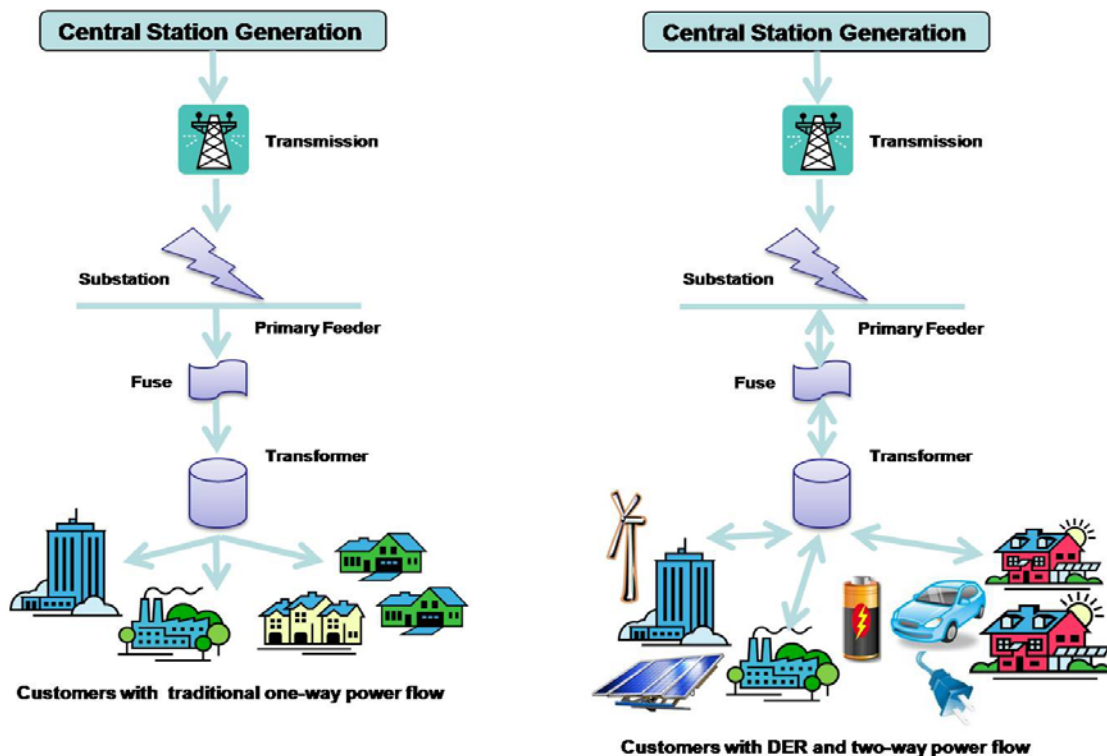 Central Station Generation
Transmission
Substation
Primary Feeder
Fuse
Transformer
Customers with traditional one-way power flow
Central Station Generation
Transmission
Substation
Primary Feeder
Fuse
Transformer
Customers with DER and two-way power flow